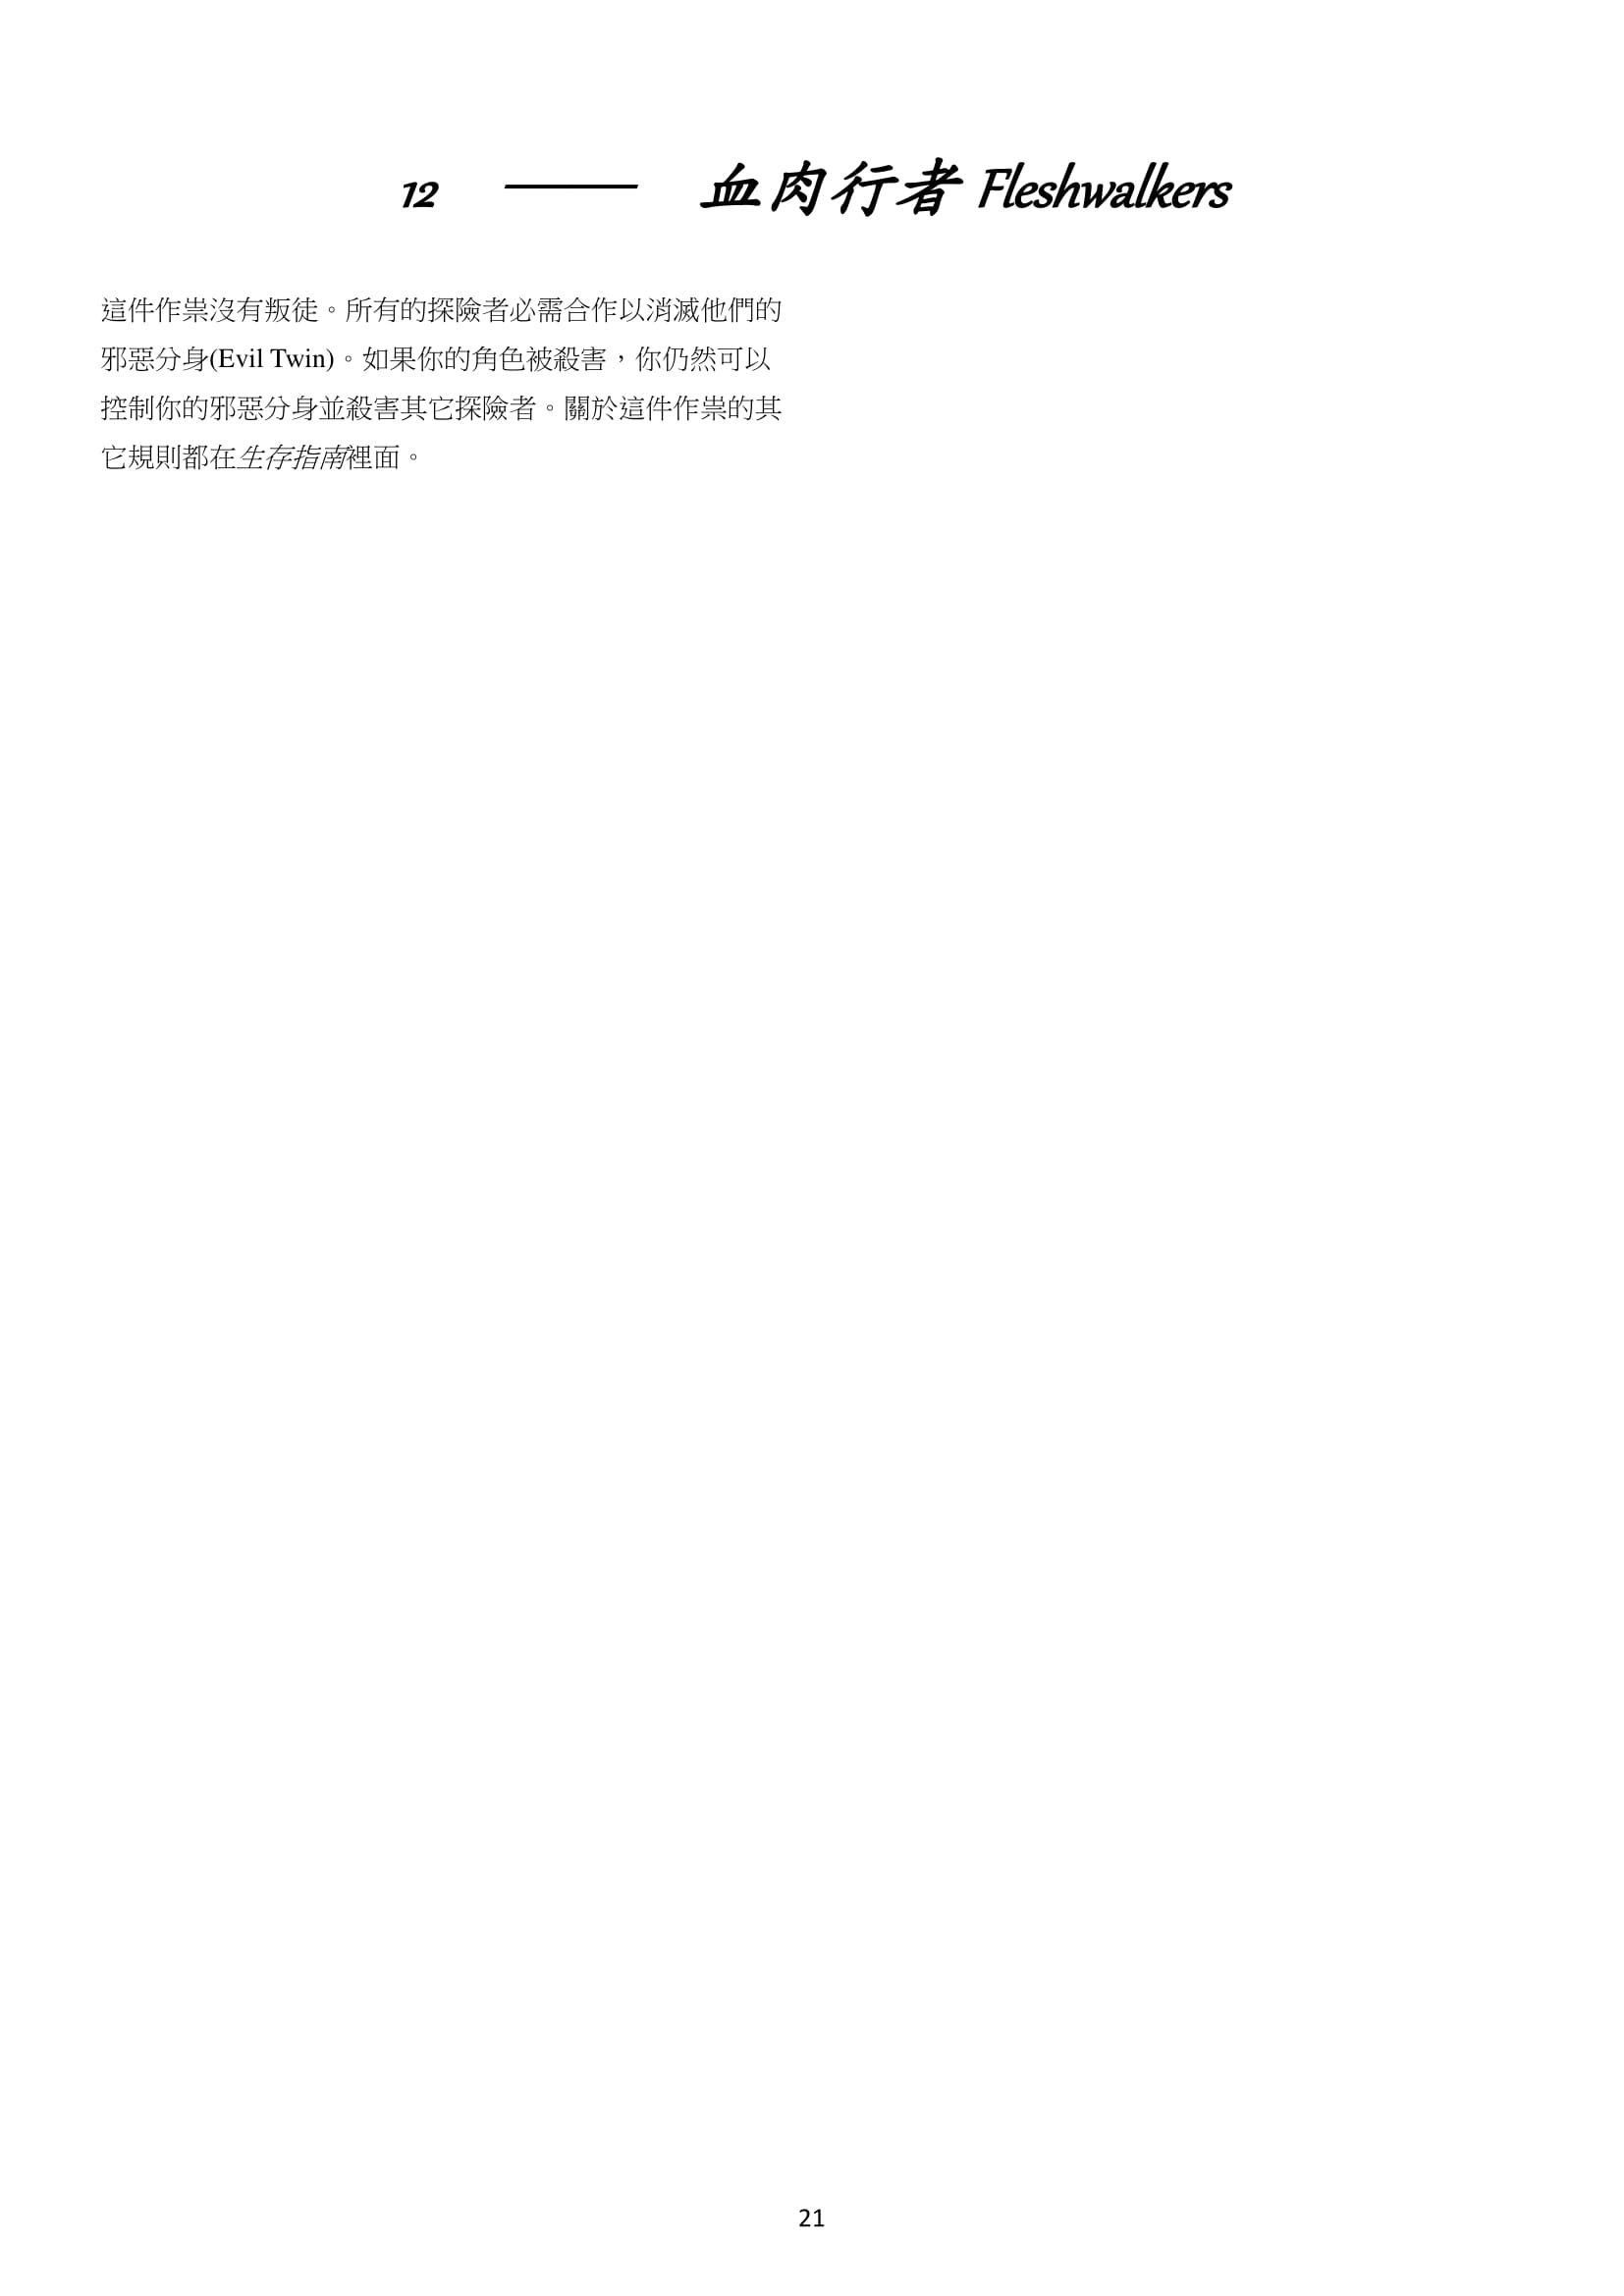 12 —— 血肉行者 Fleshwalkers
這件作祟沒有叛徒。所有的探險者必需合作以消滅他們的
邪惡分身(Evil Twin)。如果你的角色被殺害，你仍然可以
控制你的邪惡分身並殺害其它探險者。關於這件作祟的其
它規則都在生存指南裡面。
21